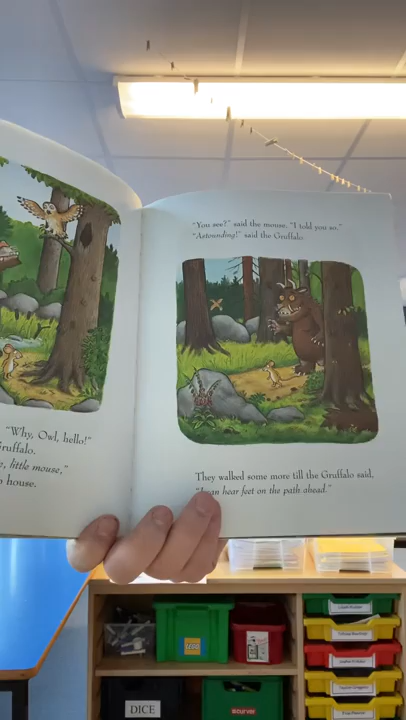 "Why, Owl, hello!"
Gruffalo.
little mouse,"
house.
"You see?" said the mouse. "I told you so."
"Astounding!" said the Gruffalo.
They walked some more till the Gruffalo said,
"I can hear feet on the path ahead."
LEGO
DICE